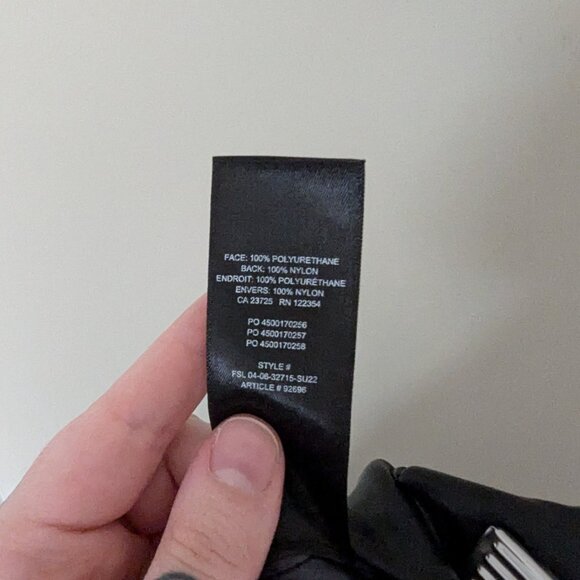 FACE: 100% POLYURETHANE
BACK: 100% NYLON
ENDROIT: 100% POLYURÉTHANE
ENVERS: 100% NYLON
CA 23725 RN 122354
PO 4500170256
PO 4500170257
PO 4500170258
STYLE #
FSL 04-06-32715-SU22
ARTICLE # 92696